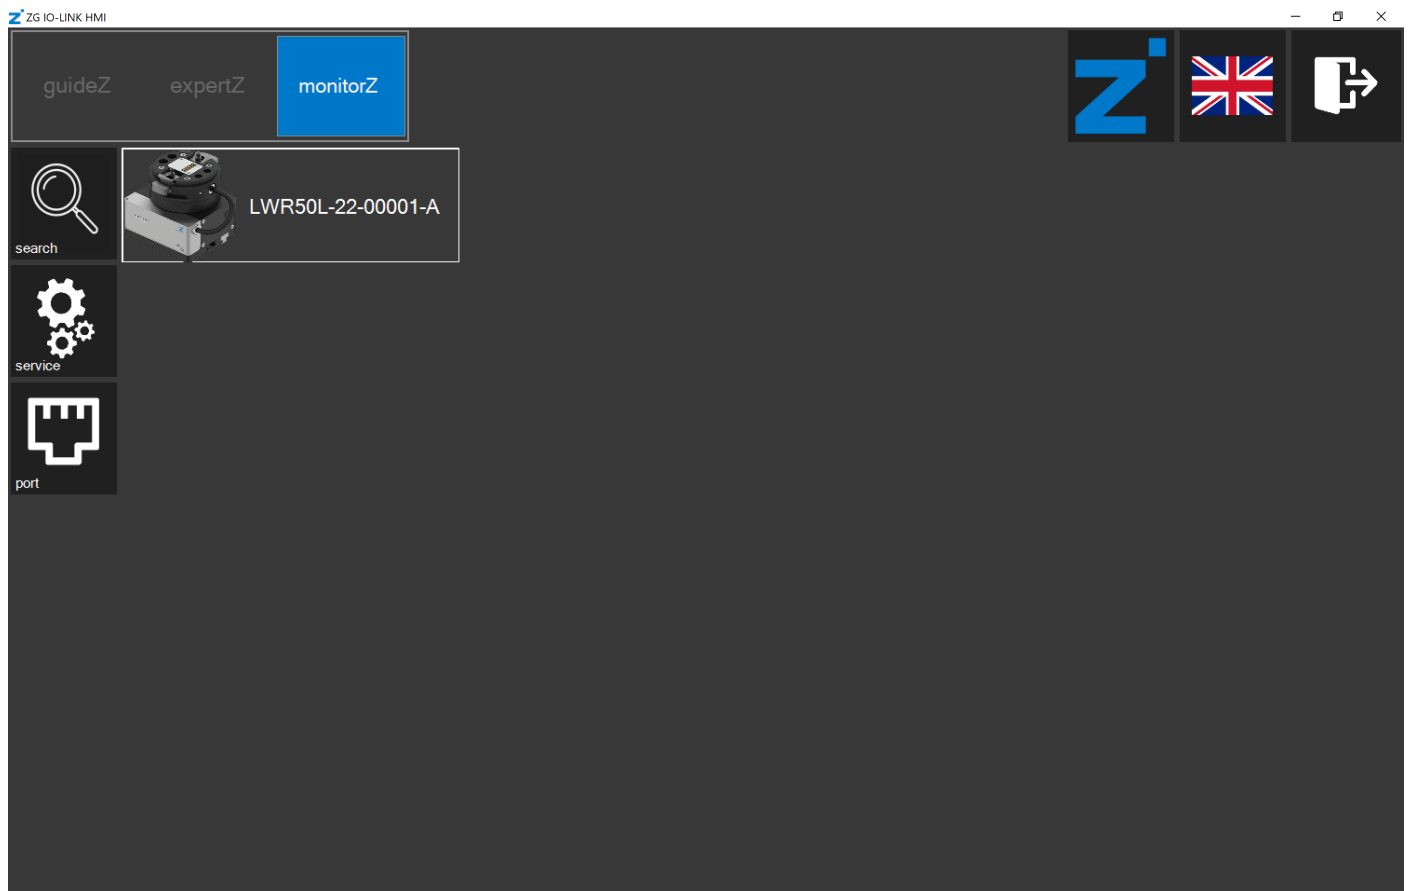 ZG IO-LINK HMI
guideZ expertZ monitorZ
search
LWR50L-22-00001-A
service
port